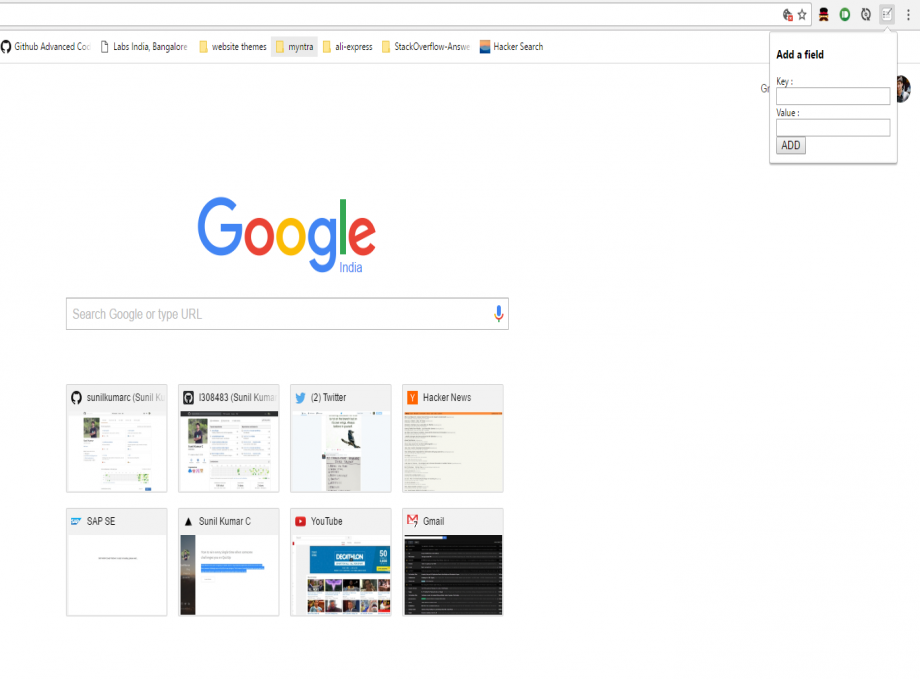 Github Advanced Co
Labs India, Bangalore
website themes
myntra
ali-express
StackOverflow-Answe
Hacker Search
Add a field
Key :
Value :
ADD
Gr
Google
India
Search Google or type URL
sunilkumarc (Sunil K
I308483 (Sunil Kuma
(2) Twitter
Y Hacker News
DECATHLON
50
SAP SE
Sunil Kumar C
YouTube
Gmail